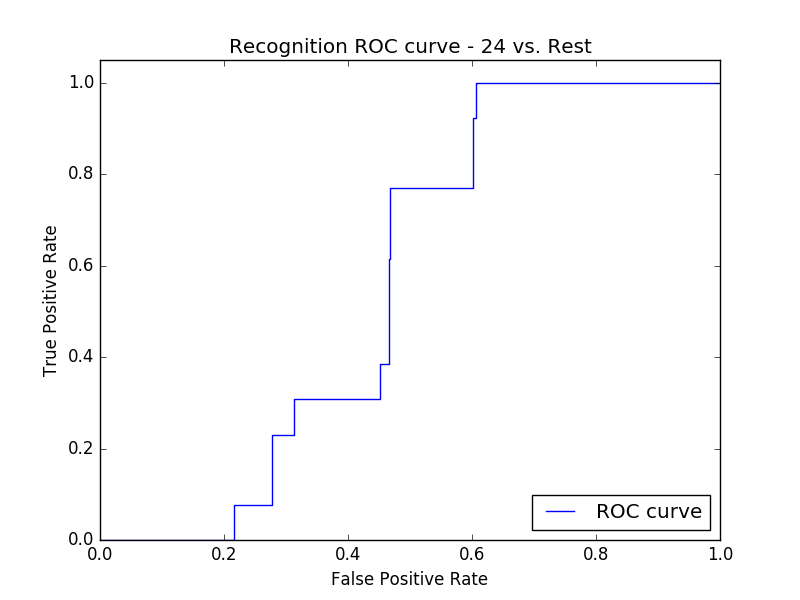 Recognition ROC curve - 24 vs. Rest
1.0
0.8
0.6
0.4
0.2
0.0
True Positive Rate
0.0 0.2 0.4 0.6 0.8 1.0
False Positive Rate
ROC curve